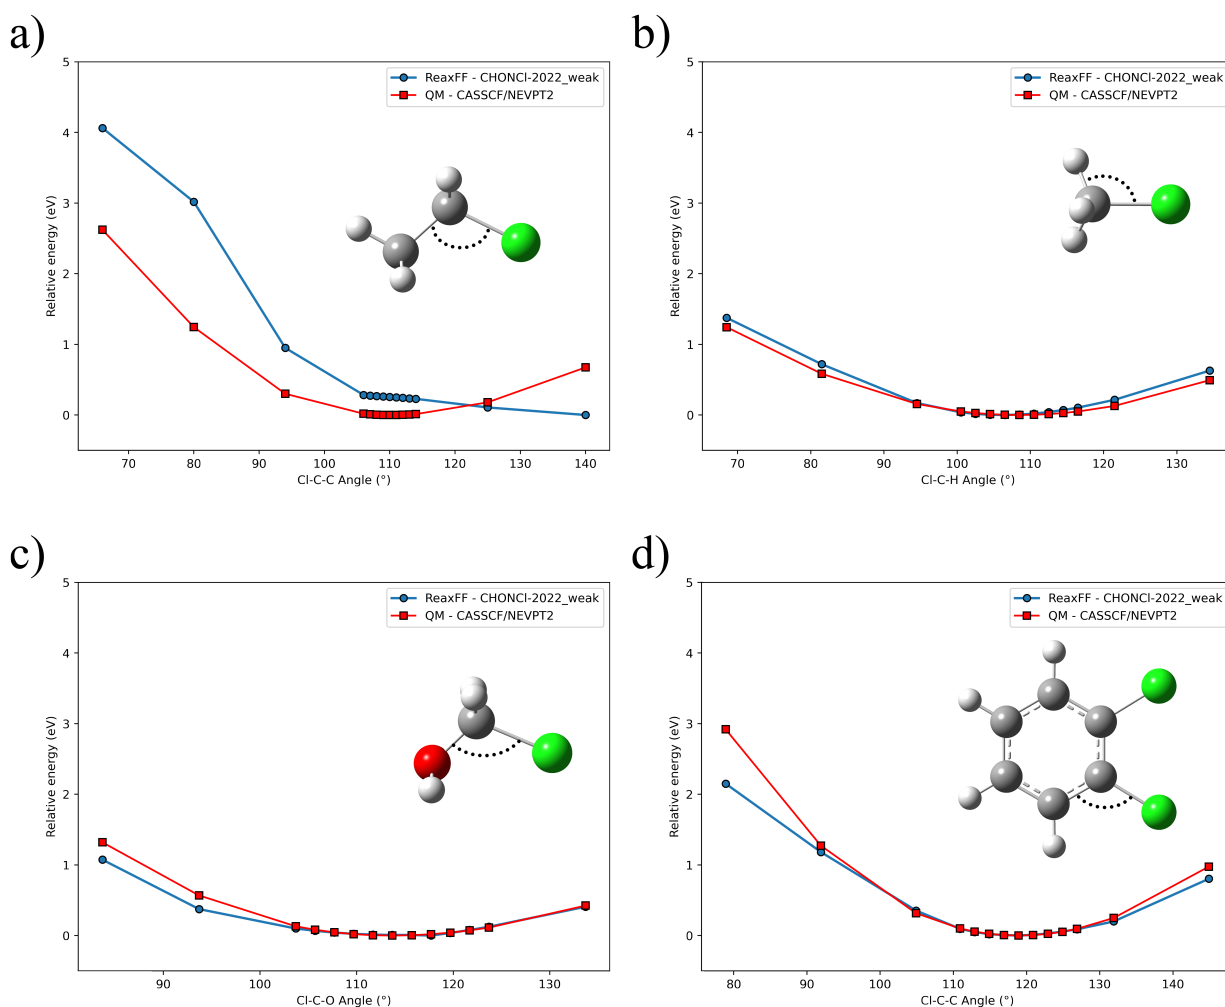 a)
5
4
3
2
1
0
Relative energy (eV)
ReaxFF - CHONCl-2022_weak
QM - CASSCF/NEVPT2
70 80 90 100 110 120 130 140
Cl-C-C Angle (°)
b)
5
4
3
2
1
0
Relative energy (eV)
ReaxFF - CHONCl-2022_weak
QM - CASSCF/NEVPT2
70 80 90 100 110 120 130
Cl-C-H Angle (°)
c)
5
4
3
2
1
0
Relative energy (eV)
ReaxFF - CHONCl-2022_weak
QM - CASSCF/NEVPT2
90 100 110 120 130
Cl-C-O Angle (°)
d)
5
4
3
2
1
0
Relative energy (eV)
ReaxFF - CHONCl-2022_weak
QM - CASSCF/NEVPT2
80 90 100 110 120 130 140
Cl-C-C Angle (°)